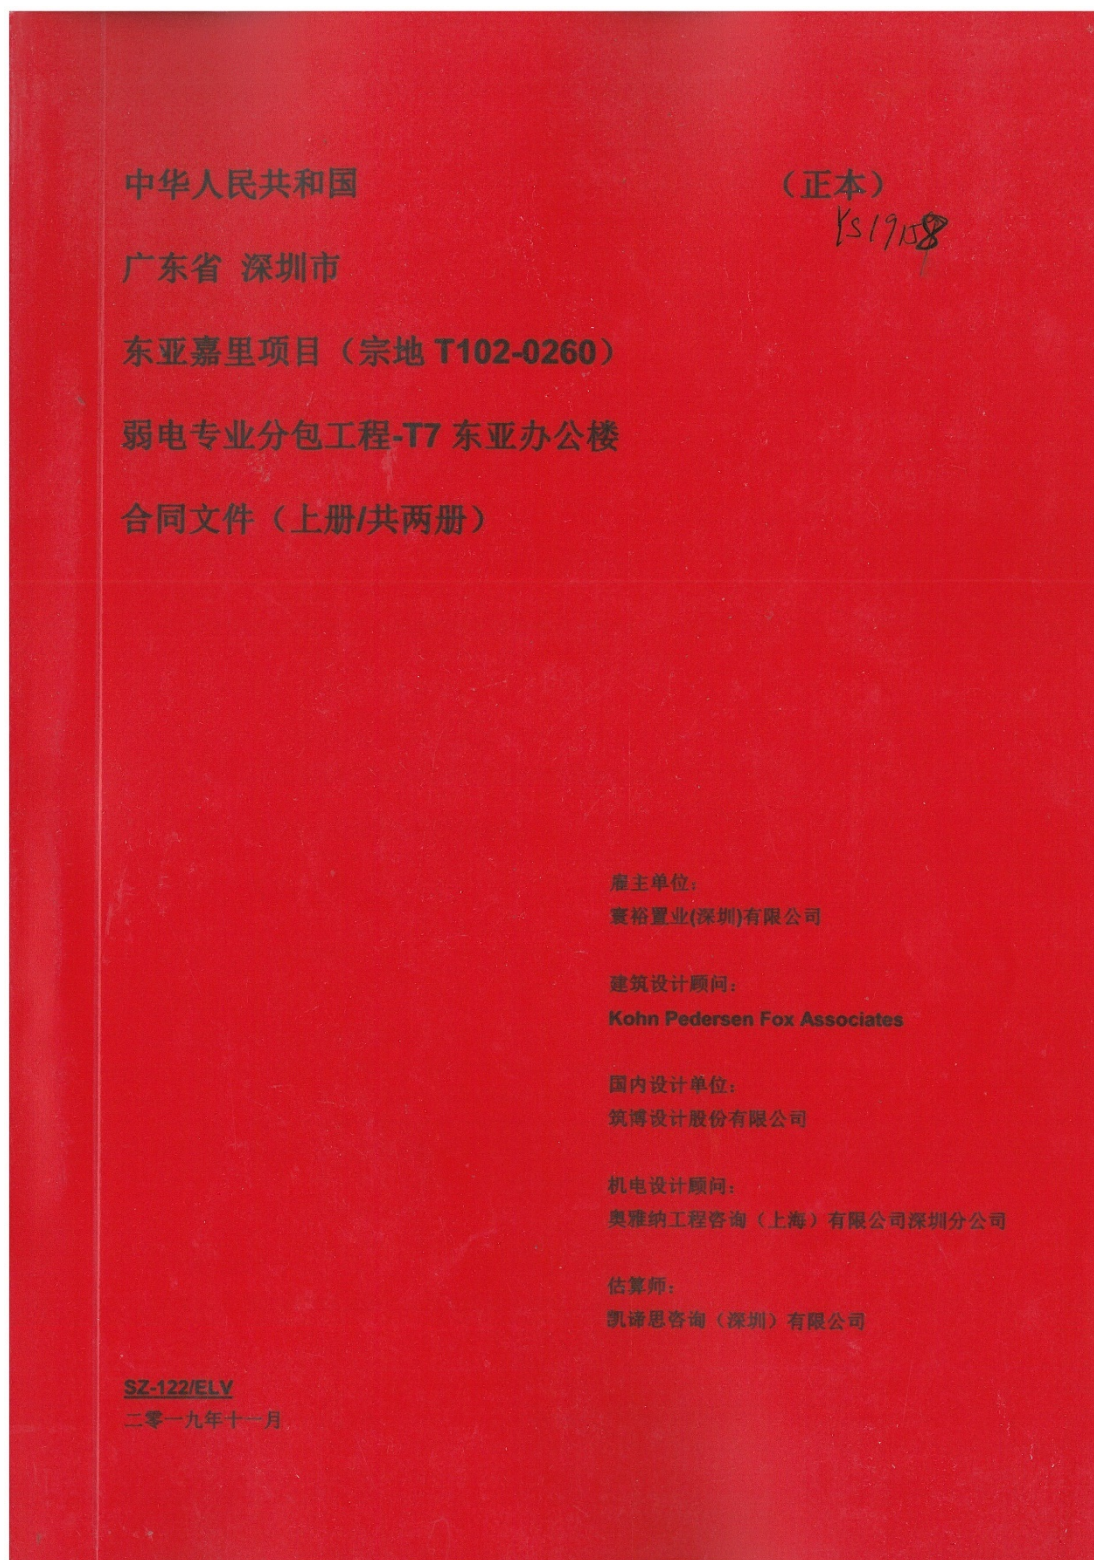 中华人民共和国
（正本）
广东省 深圳市
东亚嘉里项目（宗地 T102-0260）
弱电专业分包工程-T7 东亚办公楼
合同文件（上册/共两册）
雇主单位：
寰裕置业(深圳)有限公司
建筑设计顾问：
Kohn Pedersen Fox Associates
国内设计单位：
筑博设计股份有限公司
机电设计顾问：
奥雅纳工程咨询（上海）有限公司深圳分公司
估算师：
凯谛思咨询（深圳）有限公司
SZ-122/ELV
二零一九年十一月